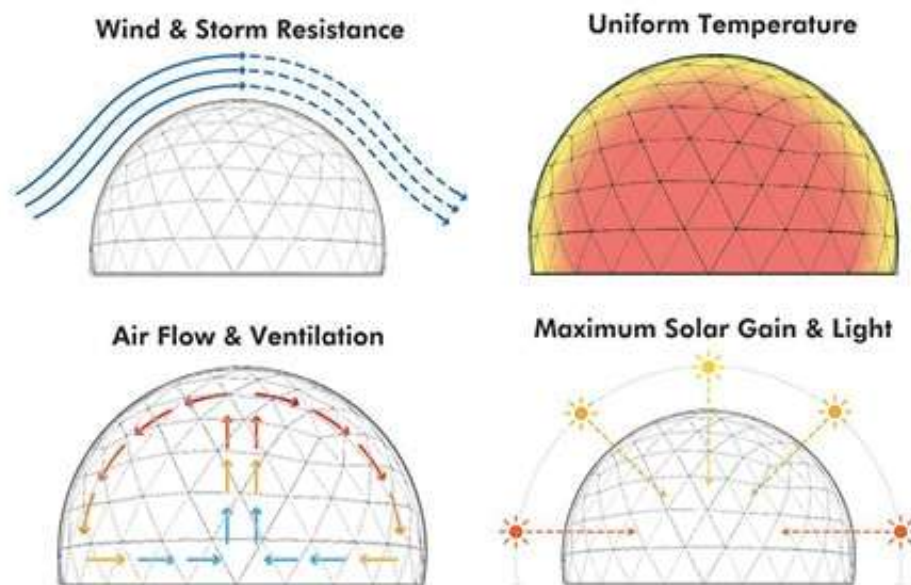 Wind & Storm Resistance
Uniform Temperature
Air Flow & Ventilation
Maximum Solar Gain & Light